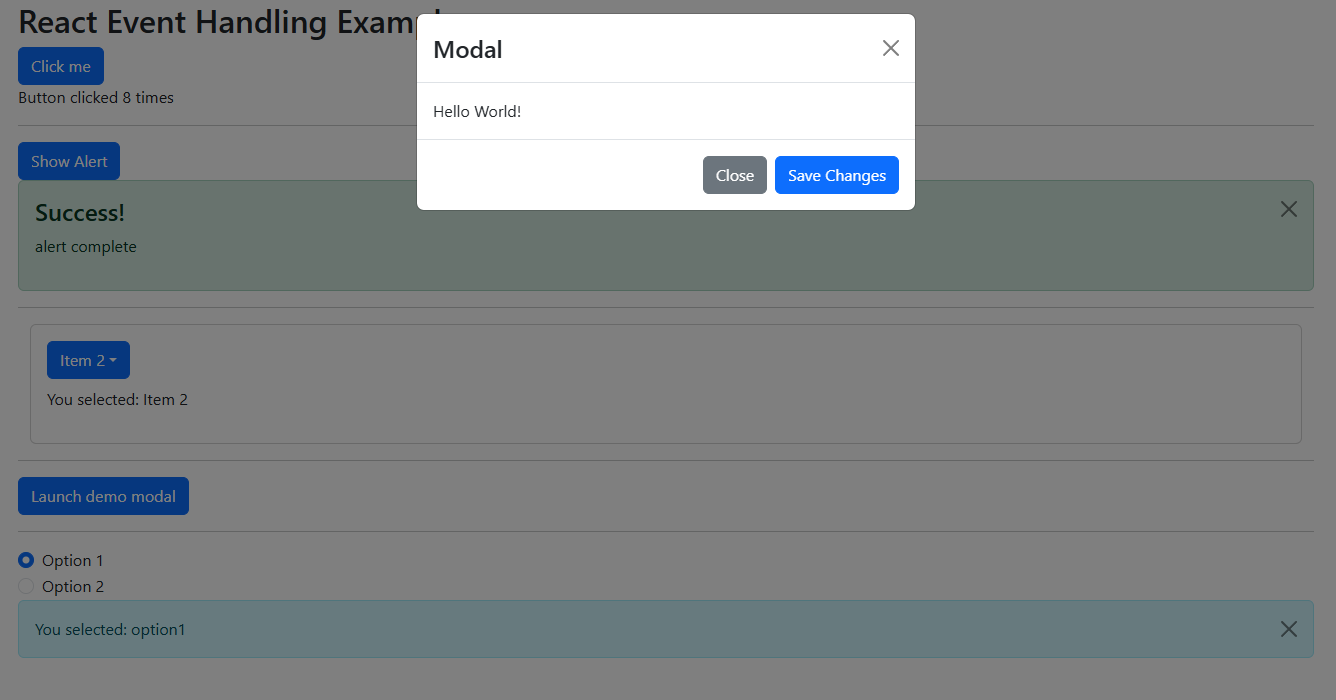 React Event Handling Exampl
Click me
Button clicked 8 times
Modal
Hello World!
Close
Save Changes
Show Alert
Success!
alert complete
Item 2
You selected: Item 2
Launch demo modal
Option 1
Option 2
You selected: option1